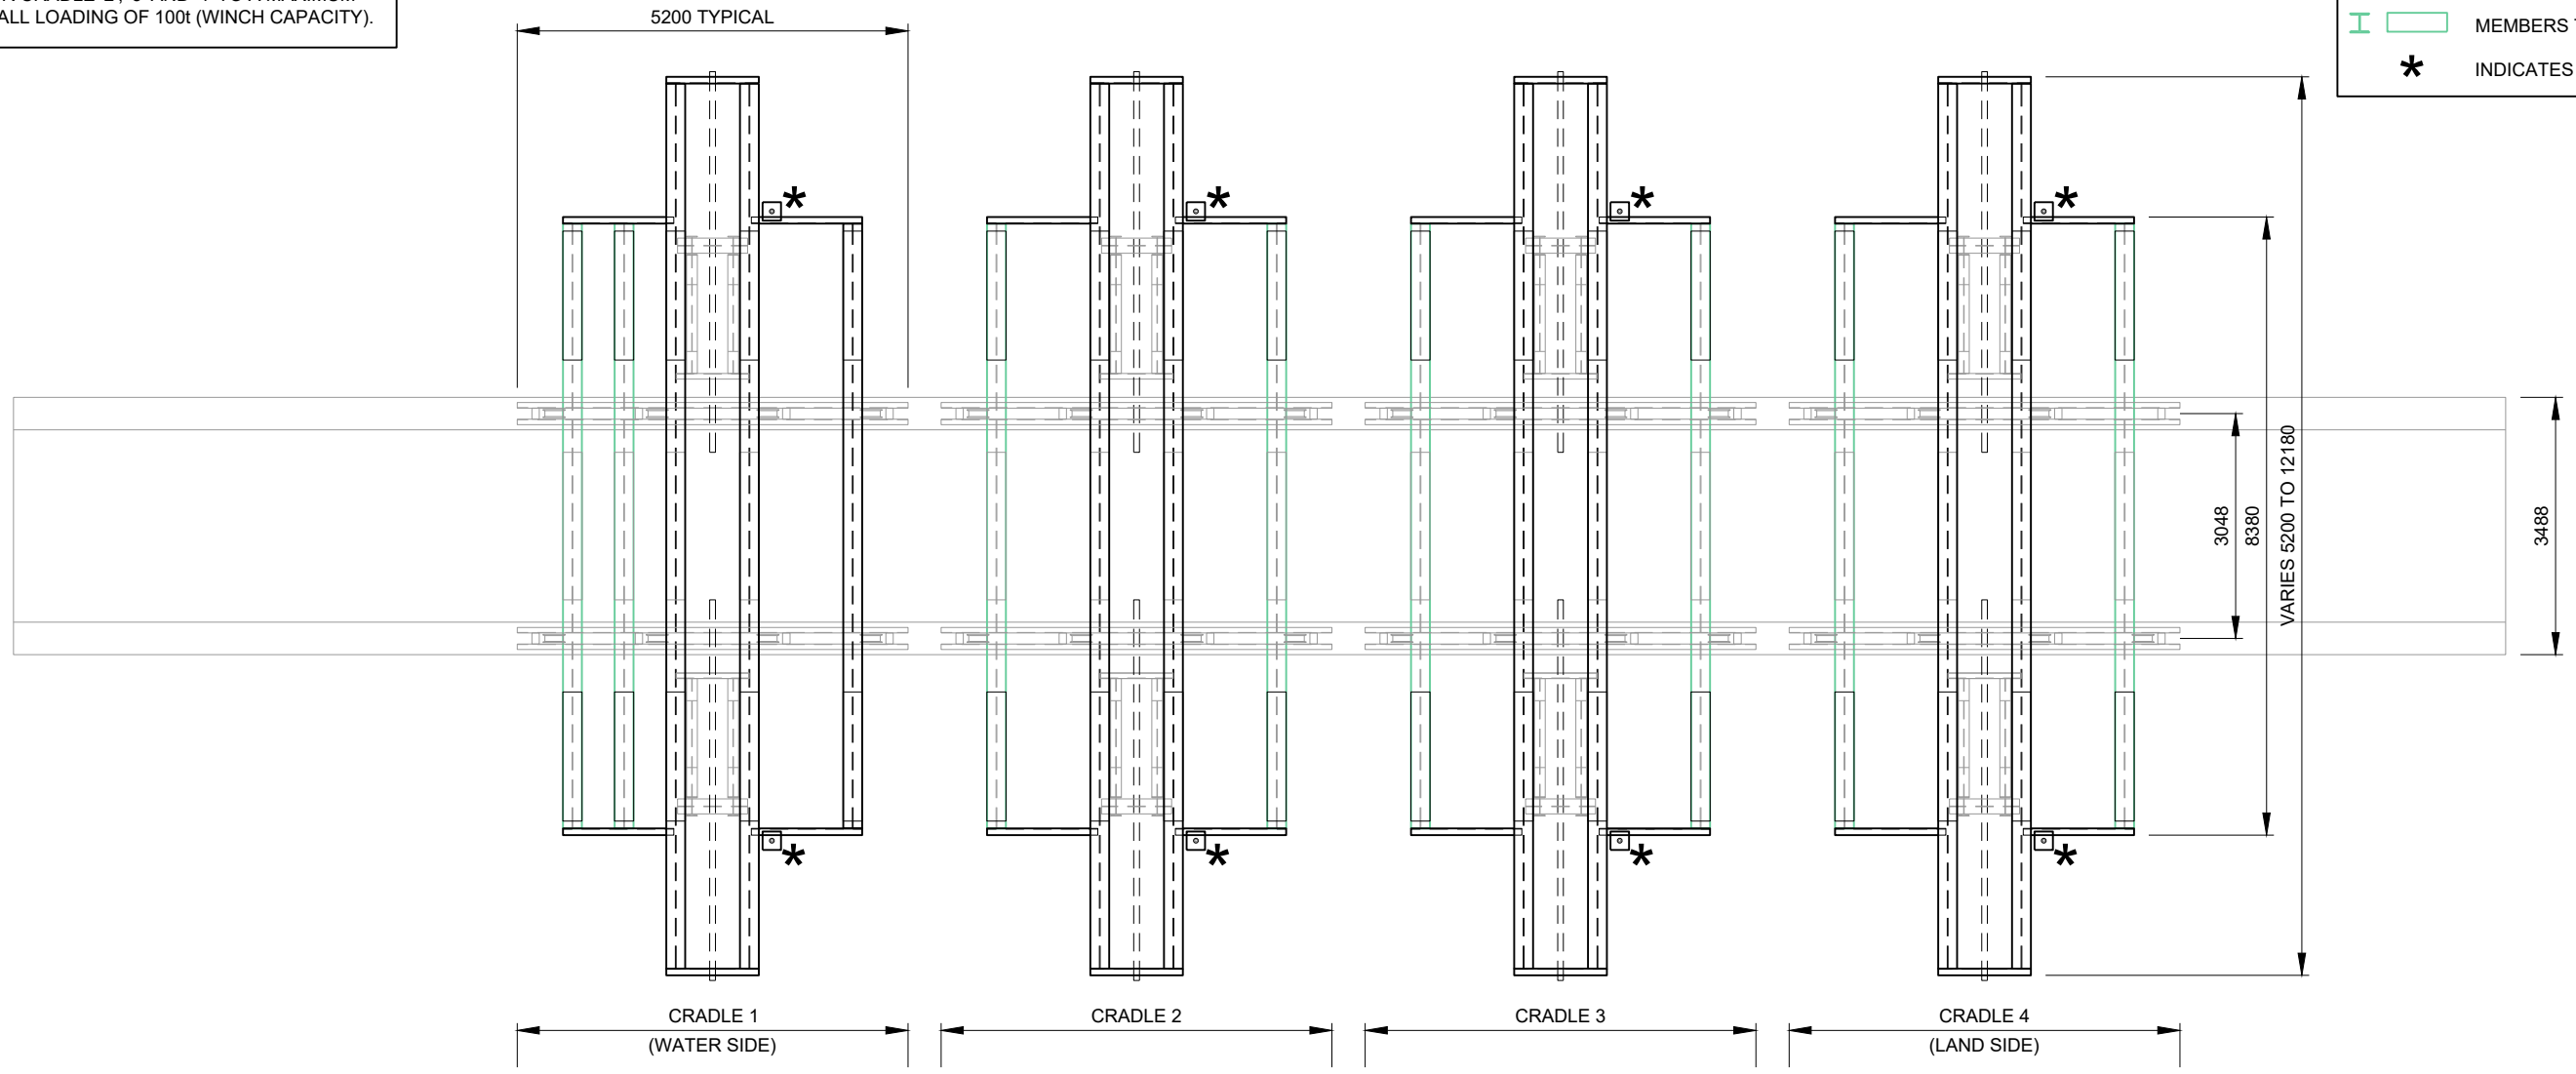 ALL LOADING OF 100t (WINCH CAPACITY).
5200 TYPICAL
MEMBERS
* INDICATES
*
*
*
*
3048
8380
VARIES 5200 TO 12180
3488
*
*
*
*
CRADLE 1
(WATER SIDE)
CRADLE 2
CRADLE 3
CRADLE 4
(LAND SIDE)